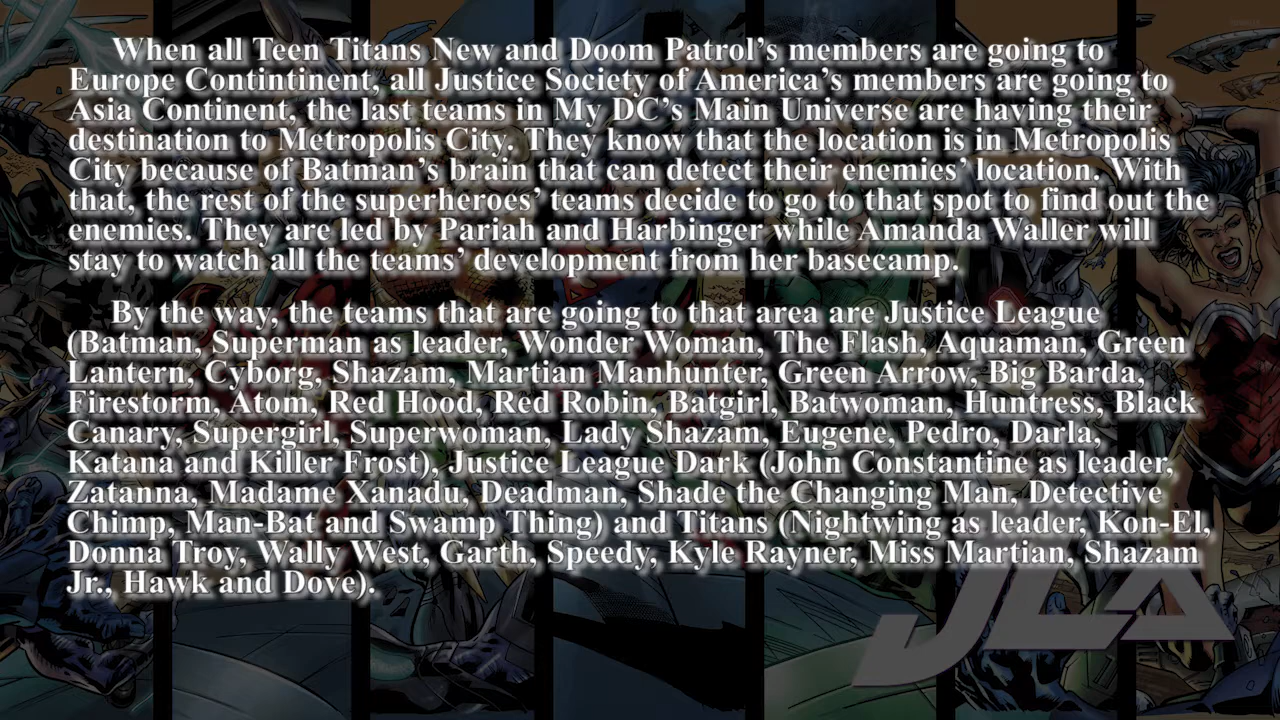 When all Teen Titans New and Doom Patrol's members are going to
Europe Contintinent, all Justice Society of America's members are going to
Asia Continent, the last teams in My DC's Main Universe are having their
destination to Metropolis City. They know that the location is in Metropolis
City because of Batman's brain that can detect their enemies' location. With
that, the rest of the superheroes' teams decide to go to that spot to find out the
enemies. They are led by Pariah and Harbinger while Amanda Waller will
stay to watch all the teams' development from her basecamp.
By the way, the teams that are going to that area are Justice League
(Batman, Superman as leader, Wonder Woman, The Flash. Aquaman, Green
Lantern, Cyborg, Shazam, Martian Manhunter, Green Arrow, Big Barda,
Firestorm, Atom, Red Hood, Red Robin, Batgirl, Batwoman, Huntress, Black
Canary, Supergirl, Superwoman, Lady Shazam, Eugene, Pedro, Darla,
Katana and Killer Frost), Justice League Dark (John Constantine as leader,
Zatanna, Madame Xanadu, Deadman, Shade the Changing Man, Detective
Chimp, Man-Bat and Swamp Thing) and Titans (Nightwing as leader, Kon-El,
Donna Troy, Wally West, Garth, Speedy, Kyle Rayner, Miss Martian, Shazam
Jr., Hawk and Dove).
JLA